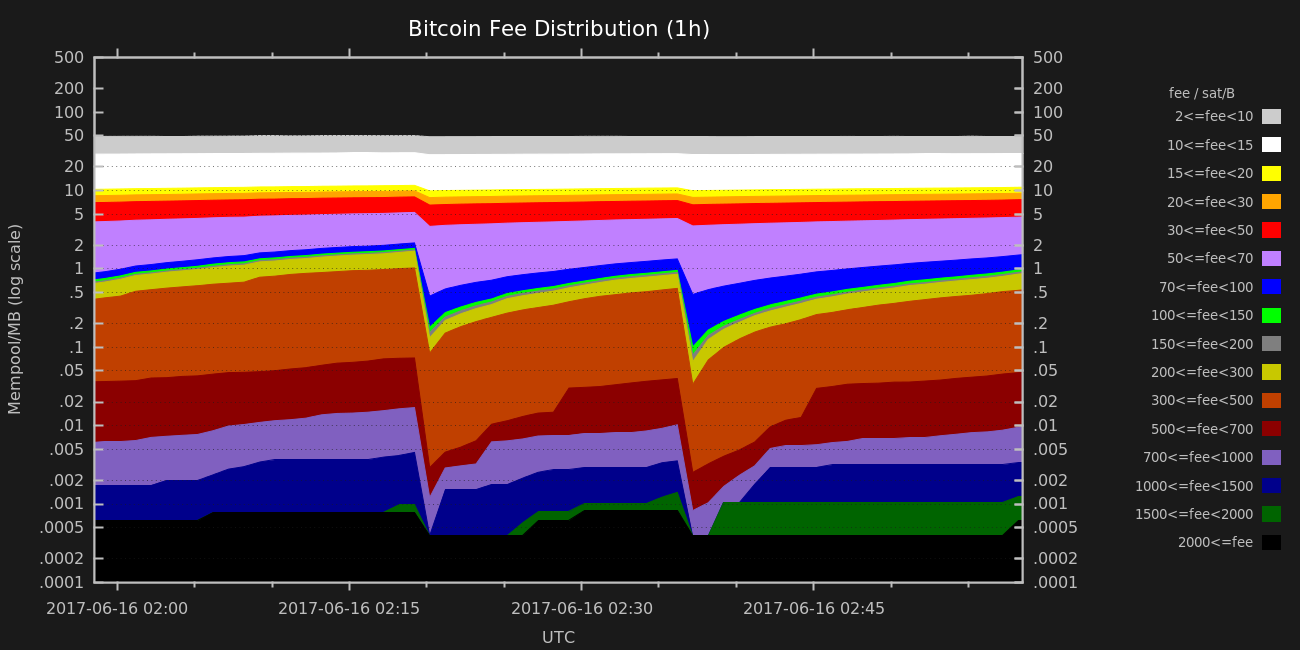 Bitcoin Fee Distribution (1h)
500 500
200 200
100 100
50 50
20 20
10 10
5 5
2 2
1 1
.5 .5
.2 .2
.1 .1
.05 .05
.02 .02
.01 .01
.005 .005
.002 .002
.001 .001
.0005 .0005
.0002 .0002
.0001 .0001
Mempool/MB (log scale)
2017-06-16 02:00 2017-06-16 02:15 2017-06-16 02:30 2017-06-16 02:45
UTC
fee / sat/B
2<=fee<10
10<=fee<15
15<=fee<20
20<=fee<30
30<=fee<50
50<=fee<70
70<=fee<100
100<=fee<150
150<=fee<200
200<=fee<300
300<=fee<500
500<=fee<700
700<=fee<1000
1000<=fee<1500
1500<=fee<2000
2000<=fee